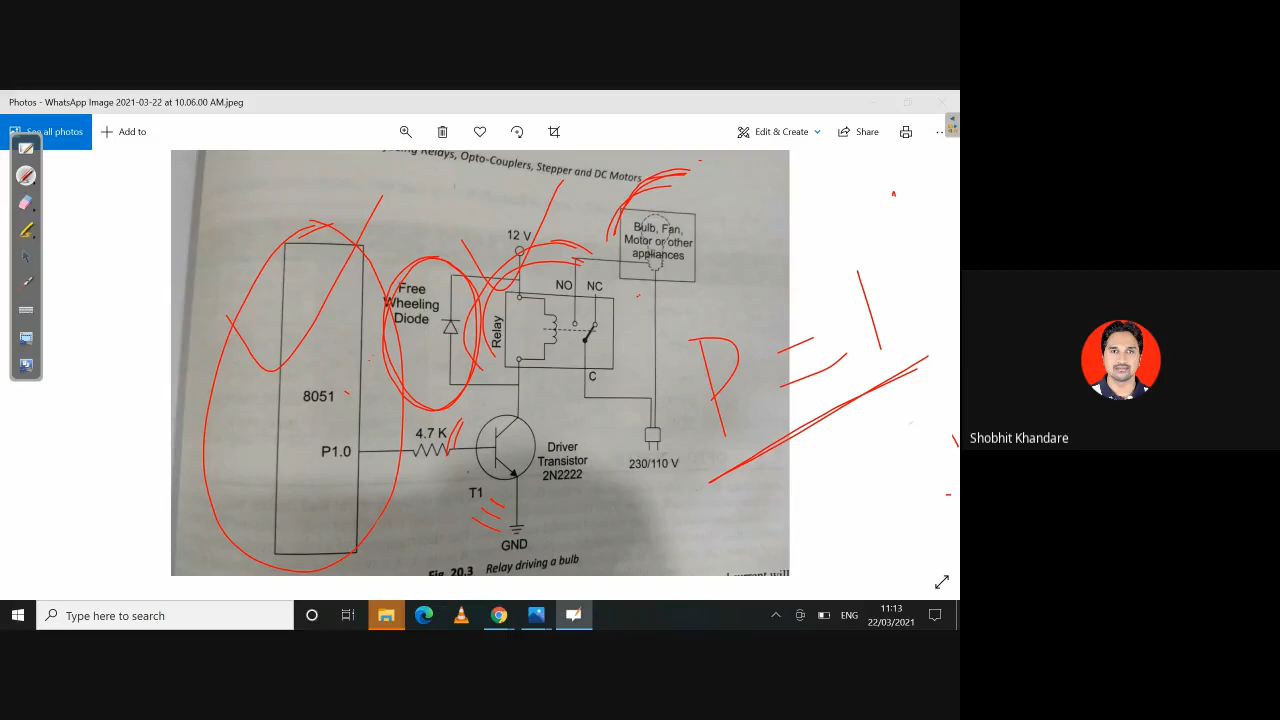 Photos - WhatsApp Image 2021-03-22 at 10.06.00 AM.jpeg
See all photos
Add to
Edit & Create
Share
Relays, Opto-Couplers, Stepper and DC Motors
12 V
Bulb, Fan,
Motor or other
appliances
Free
Wheeling
Diode
NO
NC
Relay
C
8051
P1.0
4.7 K
Driver
Transistor
2N2222
T1
230/110 V
GND
Fig. 20.3 Relay driving a bulb
current will
P = 1
Shobhit Khandare
Type here to search
ENG
11:13
22/03/2021